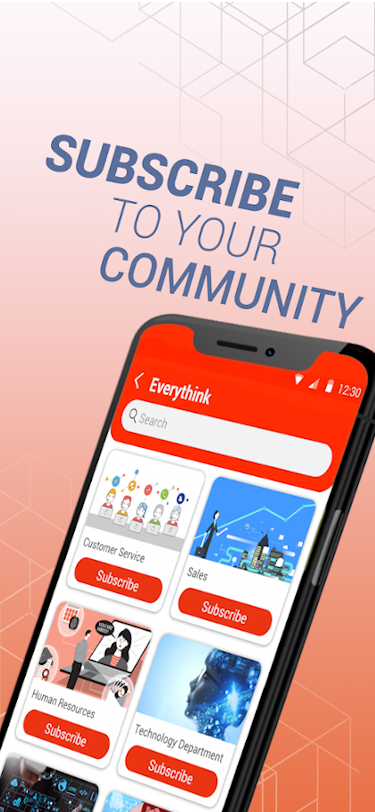 SUBSCRIBE
TO YOUR
COMMUNITY
12:30
Everythink
Search
Customer Service
Subscribe
Sales
Subscribe
Human Resources
Subscribe
Technology Department
Subscribe